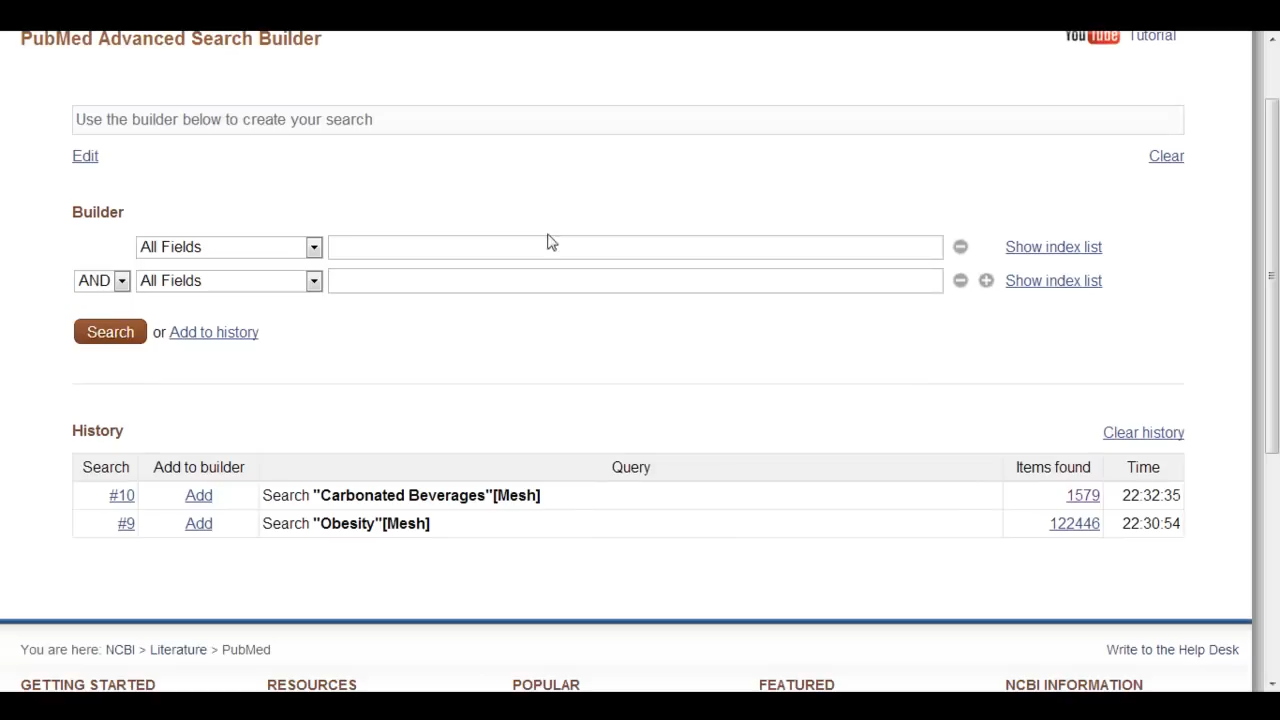 PubMed Advanced Search Builder
You Tube Tutorial
Use the builder below to create your search
Edit
Clear
Builder
All Fields
Show index list
AND All Fields
Show index list
Search or Add to history
History
Clear history
Search Add to builder Query Items found Time
#10 Add Search "Carbonated Beverages"[Mesh] 1579 22:32:35
#9 Add Search "Obesity"[Mesh] 122446 22:30:54
You are here: NCBI > Literature > PubMed
Write to the Help Desk
GETTING STARTED RESOURCES POPULAR FEATURED NCBI INFORMATION